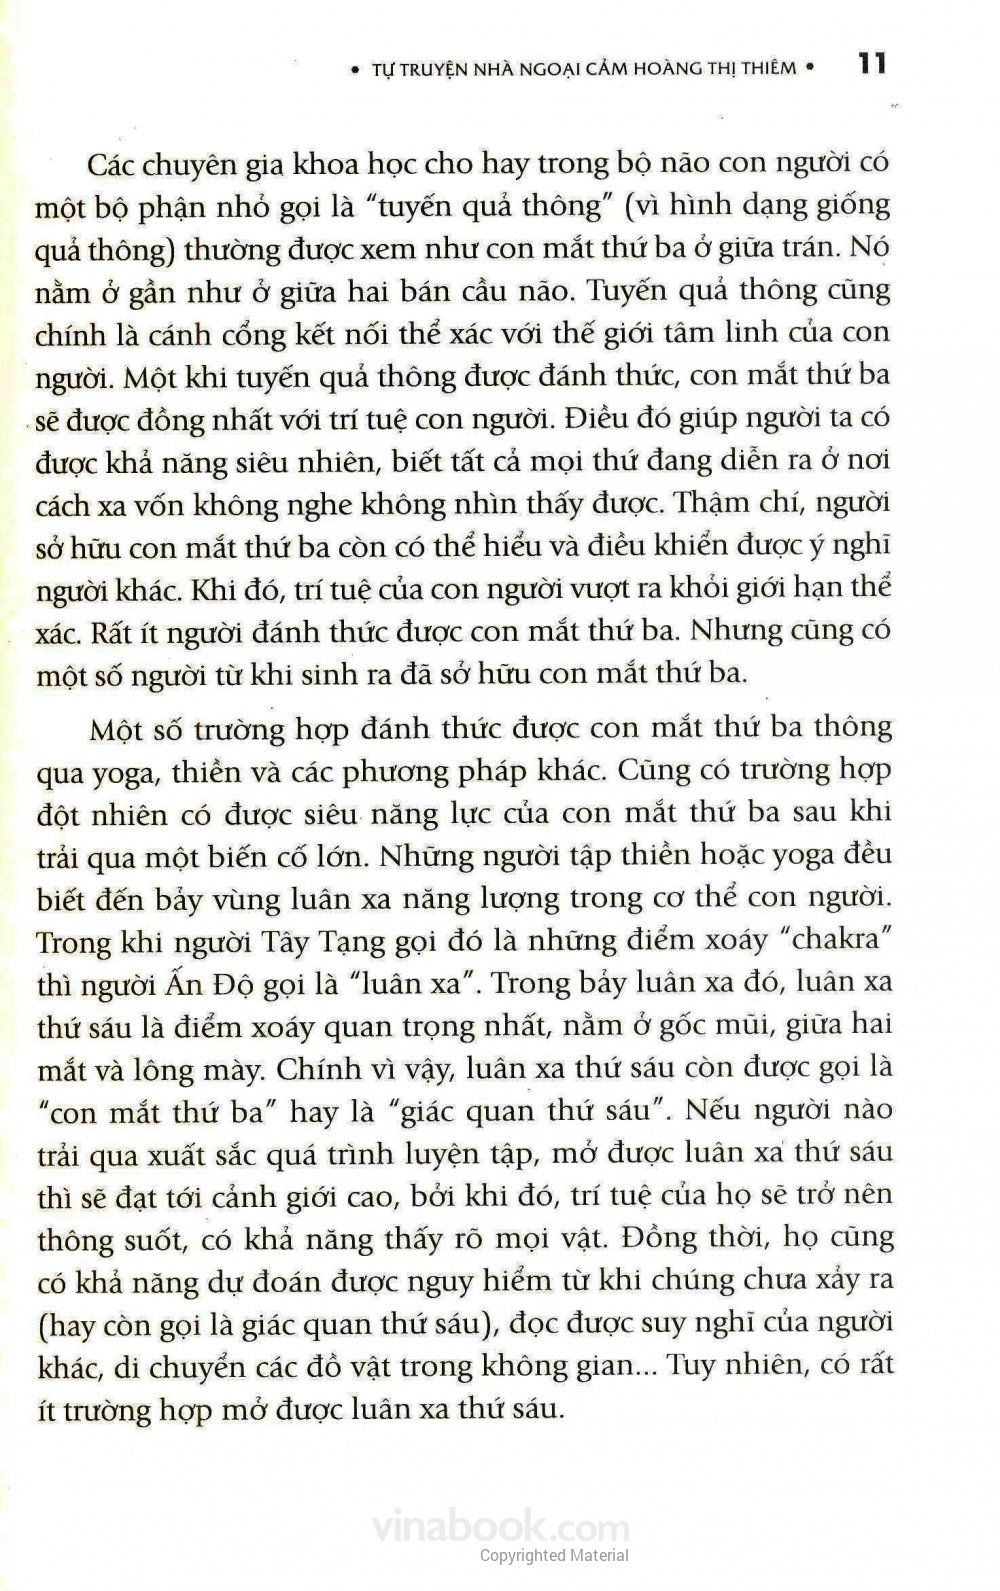 • TỰ TRUYỆN NHÀ NGOẠI CẢM HOÀNG THỊ THIÊM • 11
Các chuyên gia khoa học cho hay trong bộ não con người có
một bộ phận nhỏ gọi là “tuyến quả thông” (vì hình dạng giống
quả thông) thường được xem như con mắt thứ ba ở giữa trán. Nó
nằm ở gần như ở giữa hai bán cầu não. Tuyến quả thông cũng
chính là cánh cổng kết nối thể xác với thế giới tâm linh của con
người. Một khi tuyến quả thông được đánh thức, con mắt thứ ba
sẽ được đồng nhất với trí tuệ con người. Điều đó giúp người ta có
được khả năng siêu nhiên, biết tất cả mọi thứ đang diễn ra ở nơi
cách xa vốn không nghe không nhìn thấy được. Thậm chí, người
sở hữu con mắt thứ ba còn có thể hiểu và điều khiển được ý nghĩ
người khác. Khi đó, trí tuệ của con người vượt ra khỏi giới hạn thể
xác. Rất ít người đánh thức được con mắt thứ ba. Nhưng cũng có
một số người từ khi sinh ra đã sở hữu con mắt thứ ba.
Một số trường hợp đánh thức được con mắt thứ ba thông
qua yoga, thiền và các phương pháp khác. Cũng có trường hợp
đột nhiên có được siêu năng lực của con mắt thứ ba sau khi
trải qua một biến cố lớn. Những người tập thiền hoặc yoga đều
biết đến bảy vùng luân xa năng lượng trong cơ thể con người.
Trong khi người Tây Tạng gọi đó là những điểm xoáy “chakra”
thì người Ấn Độ gọi là “luân xa”. Trong bảy luân xa đó, luân xa
thứ sáu là điểm xoáy quan trọng nhất, nằm ở gốc mũi, giữa hai
mắt và lông mày. Chính vì vậy, luân xa thứ sáu còn được gọi là
“con mắt thứ ba” hay là “giác quan thứ sáu”. Nếu người nào
trải qua xuất sắc quá trình luyện tập, mở được luân xa thứ sáu
thì sẽ đạt tới cảnh giới cao, bởi khi đó, trí tuệ của họ sẽ trở nên
thông suốt, có khả năng thấy rõ mọi vật. Đồng thời, họ cũng
có khả năng dự đoán được nguy hiểm từ khi chúng chưa xảy ra
(hay còn gọi là giác quan thứ sáu), đọc được suy nghĩ của người
khác, di chuyển các đồ vật trong không gian... Tuy nhiên, có rất
ít trường hợp mở được luân xa thứ sáu.
vinabook.com
Copyrighted Material